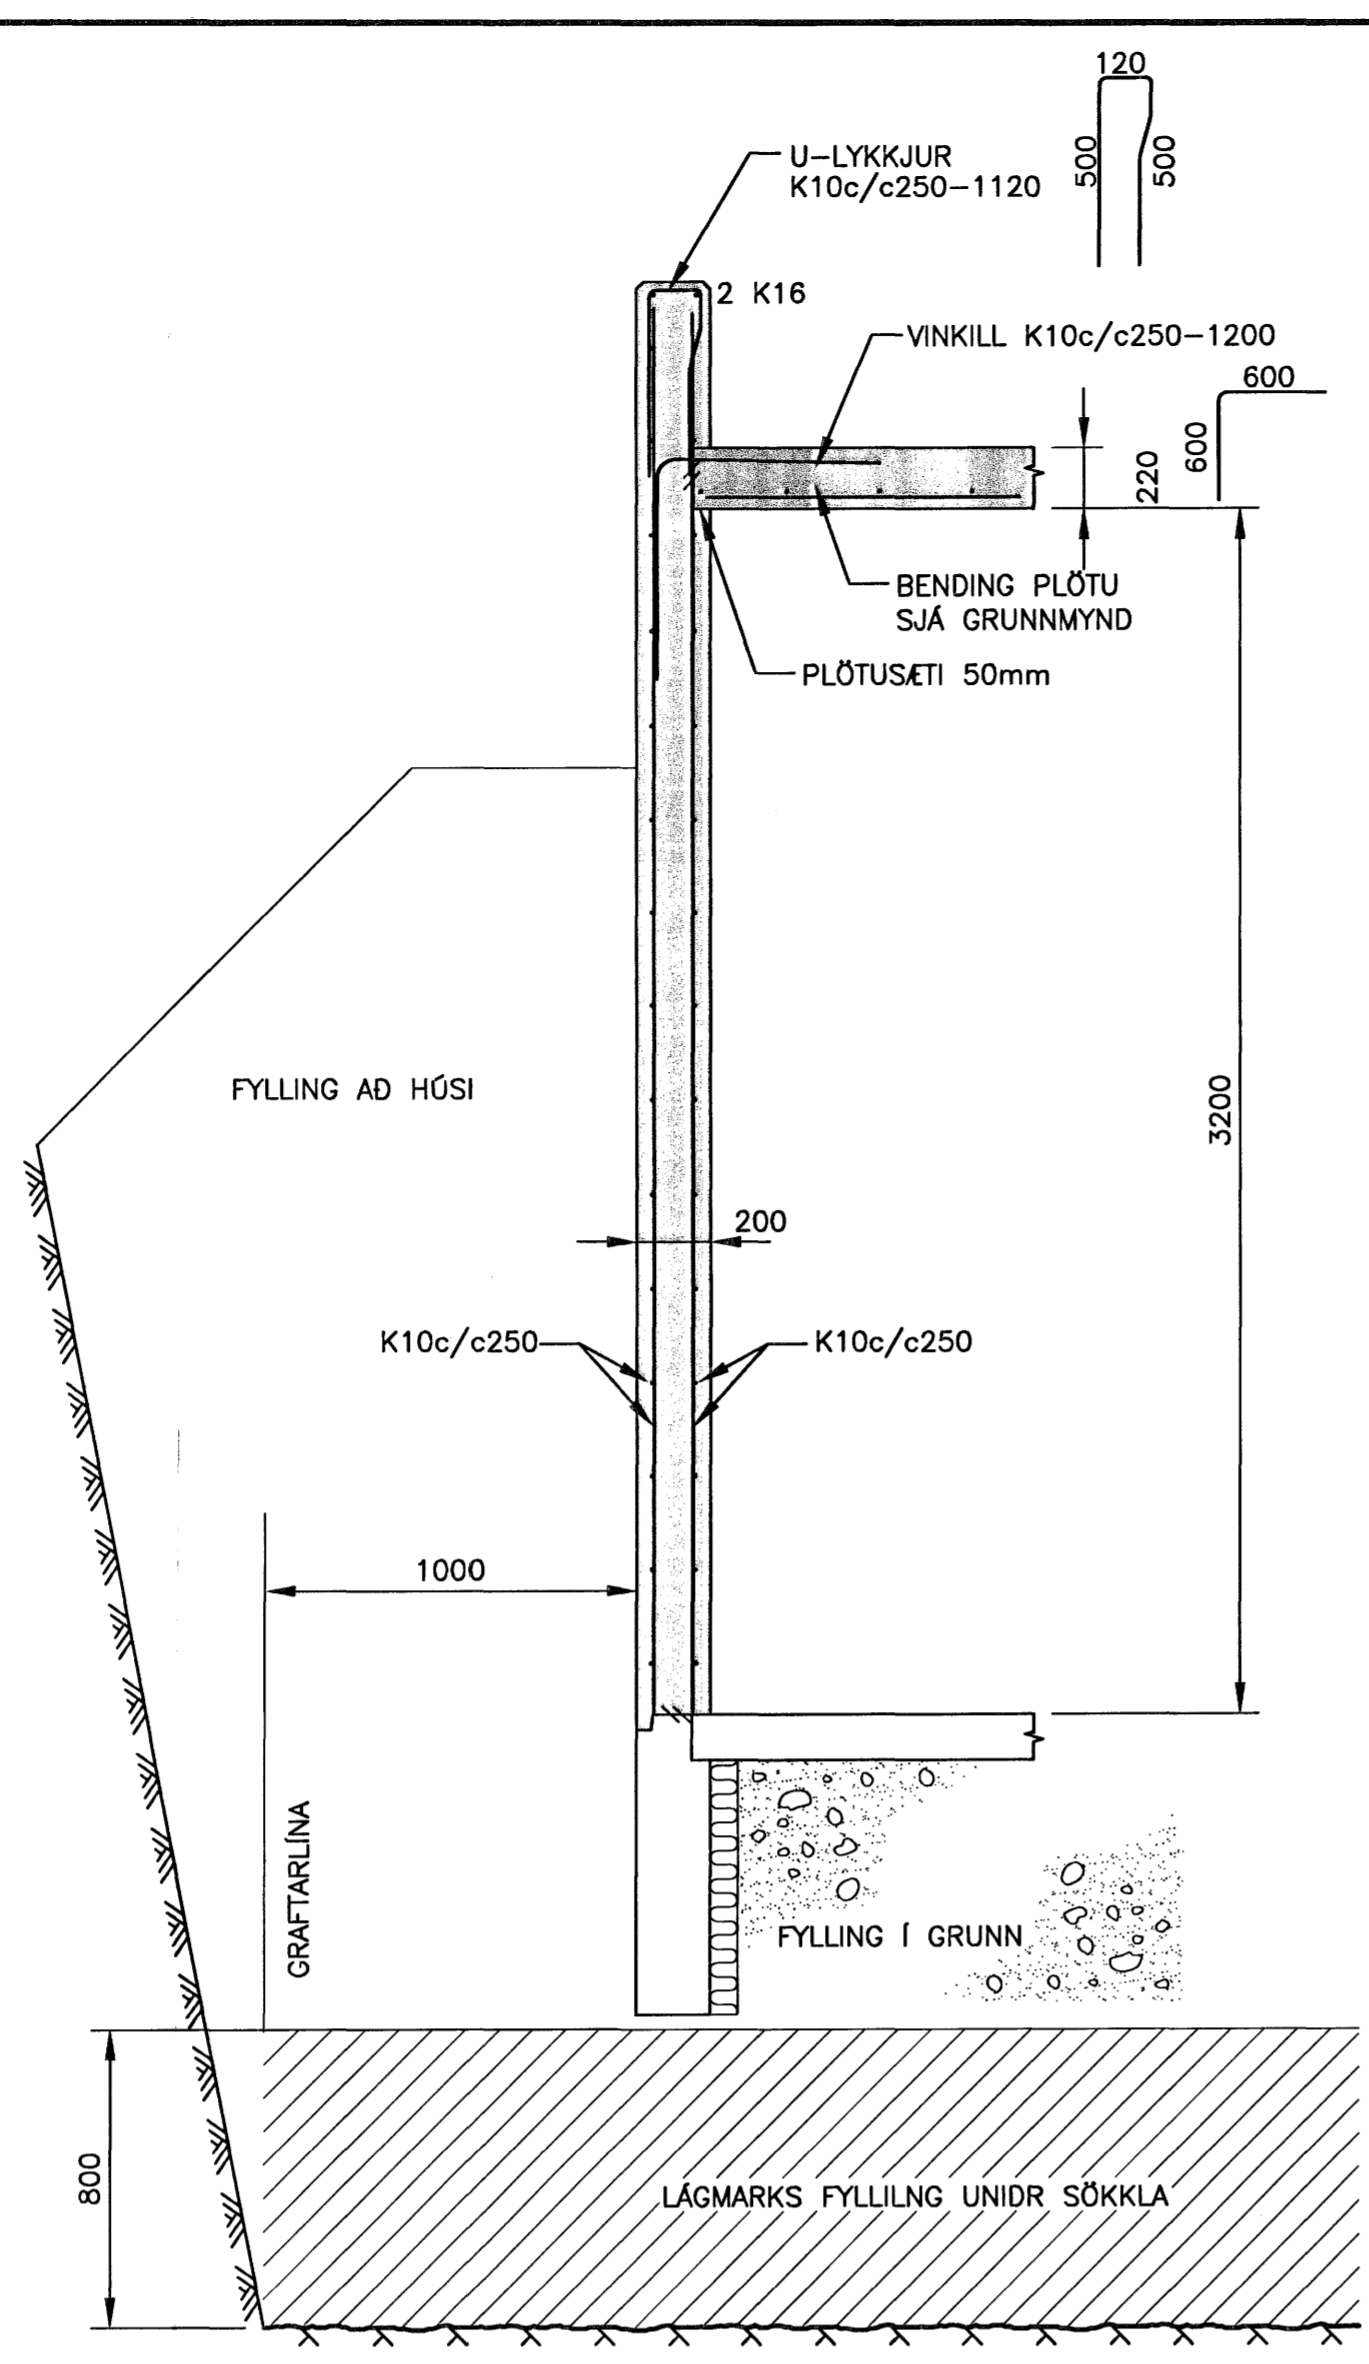 120
500
500
U-LYKKJUR
K10c/c250-1120
2 K16
VINKILL K10c/c250-1200
600
600
220
BENDING PLÖTU
SJÁ GRUNNMYND
PLÖTUSÆTI 50mm
FYLLING AÐ HÚSI
3200
200
K10c/c250
K10c/c250
1000
GRAFTARLÍNA
FYLLING Í GRUNN
800
LÁGMARKS FYLLILNG UNIDR SÖKKLA